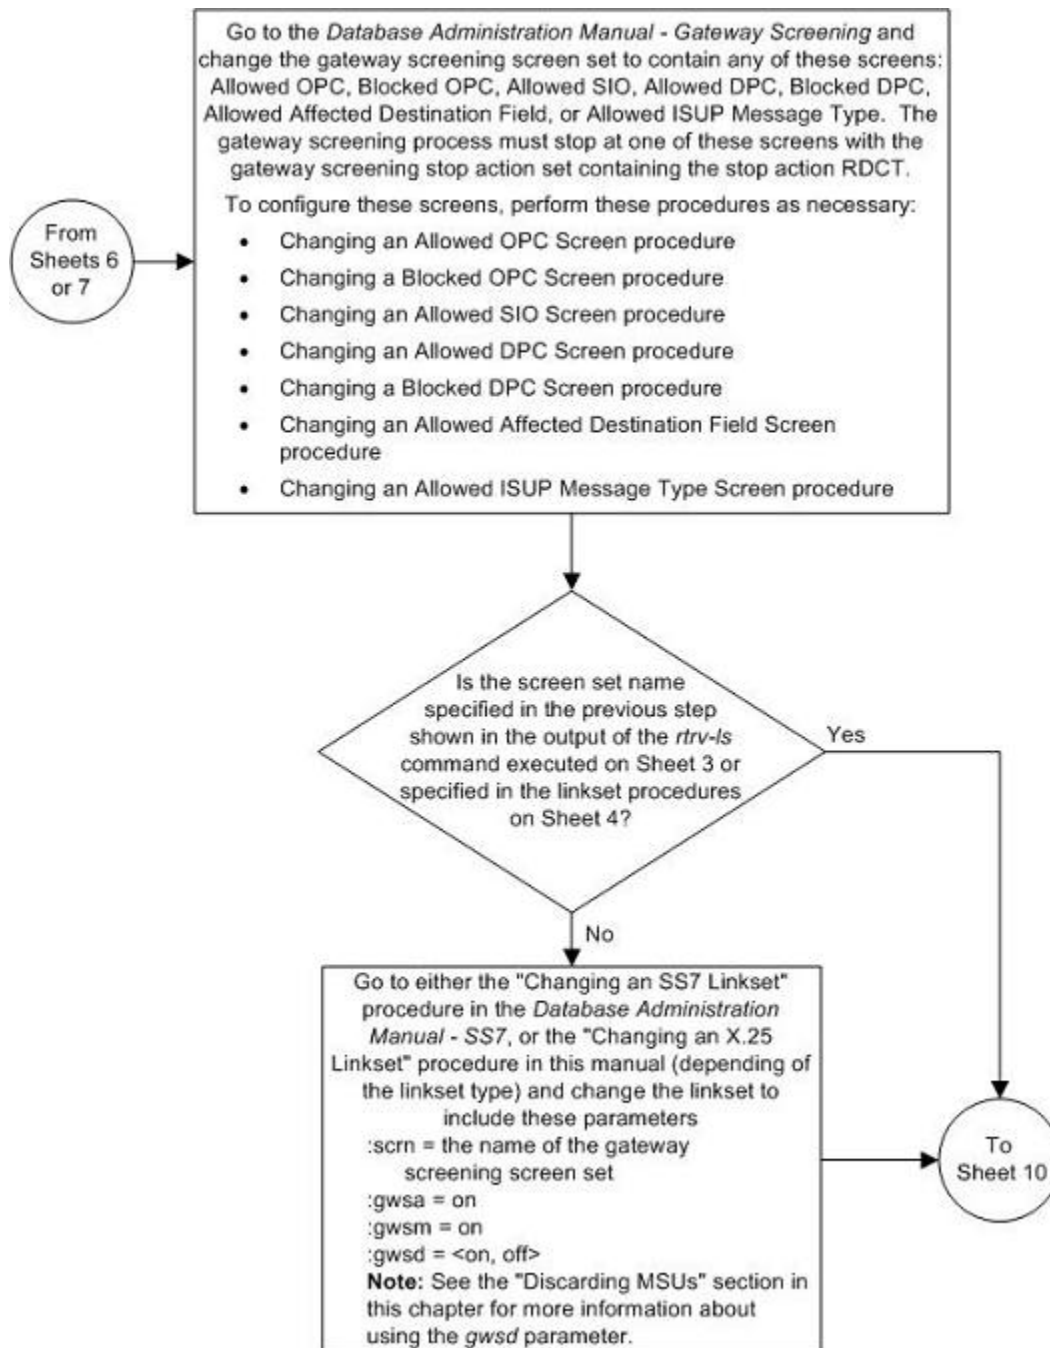 Go to the Database Administration Manual - Gateway Screening and
change the gateway screening screen set to contain any of these screens:
Allowed OPC, Blocked OPC, Allowed SIO, Allowed DPC, Blocked DPC,
Allowed Affected Destination Field, or Allowed ISUP Message Type. The
gateway screening process must stop at one of these screens with the
gateway screening stop action set containing the stop action RDCT.
To configure these screens, perform these procedures as necessary:
• Changing an Allowed OPC Screen procedure
• Changing a Blocked OPC Screen procedure
• Changing an Allowed SIO Screen procedure
• Changing an Allowed DPC Screen procedure
• Changing a Blocked DPC Screen procedure
• Changing an Allowed Affected Destination Field Screen
procedure
• Changing an Allowed ISUP Message Type Screen procedure
From
Sheets 6
or 7
Is the screen set name
specified in the previous step
shown in the output of the rtrv-ls
command executed on Sheet 3 or
specified in the linkset procedures
on Sheet 4?
Yes
No
Go to either the "Changing an SS7 Linkset"
procedure in the Database Administration
Manual - SS7, or the "Changing an X.25
Linkset" procedure in this manual (depending of
the linkset type) and change the linkset to
include these parameters
:scrn = the name of the gateway
screening screen set
:gwsa = on
:gwsm = on
:gwsd = <on, off>
Note: See the "Discarding MSUs" section in
this chapter for more information about
using the gwsd parameter.
To
Sheet 10